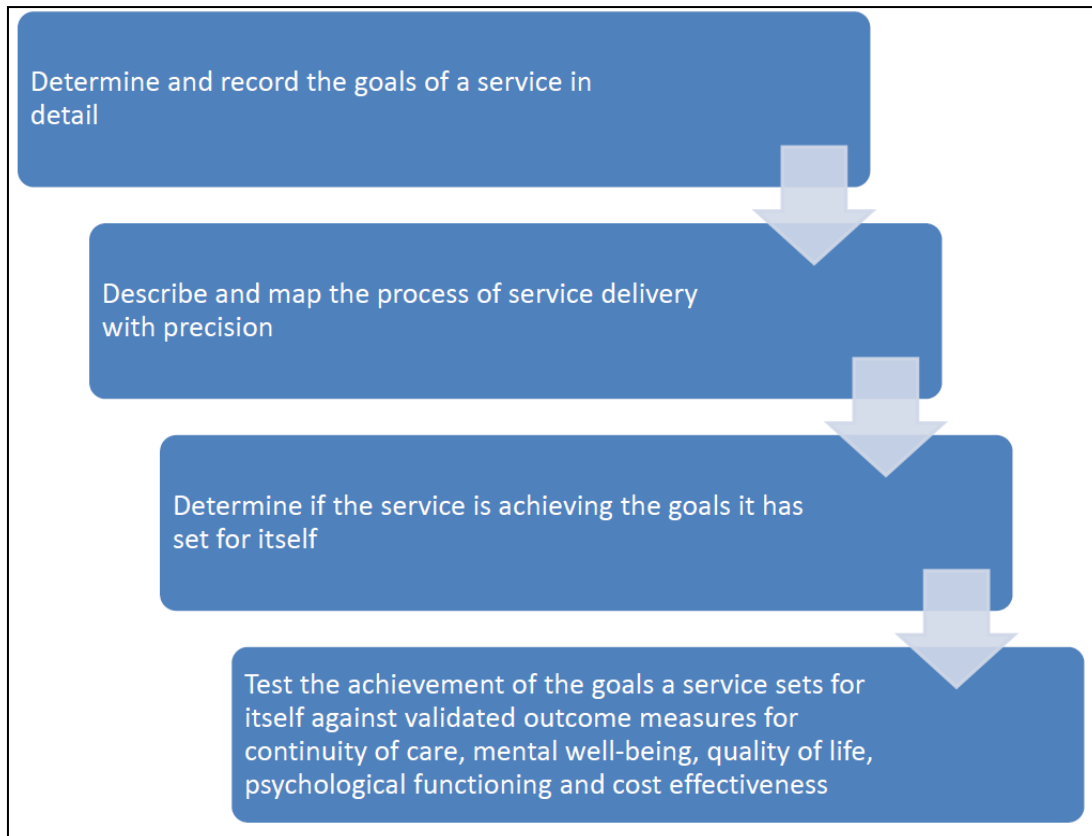 Determine and record the goals of a service in
detail
Describe and map the process of service delivery
with precision
Determine if the service is achieving the goals it has
set for itself
Test the achievement of the goals a service sets for
itself against validated outcome measures for
continuity of care, mental well-being, quality of life,
psychological functioning and cost effectiveness